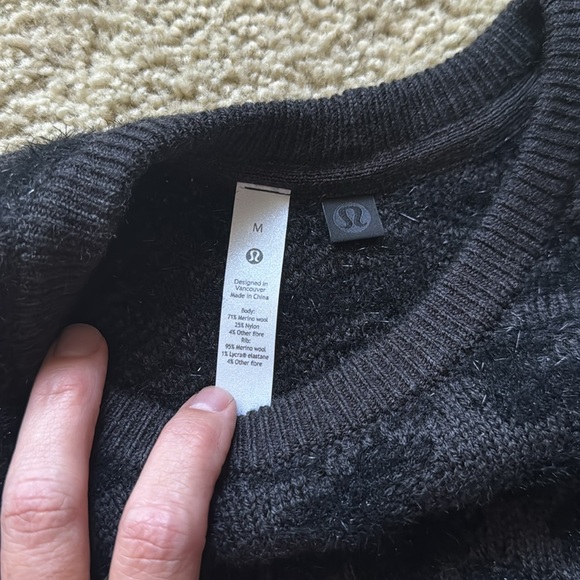 M
Designed in
Vancouver
Made in China
Body:
71% Merino wool
25% Nylon
4% Other fibre
Rib:
95% Merino wool
1% Lycra® elastane
4% Other fibre